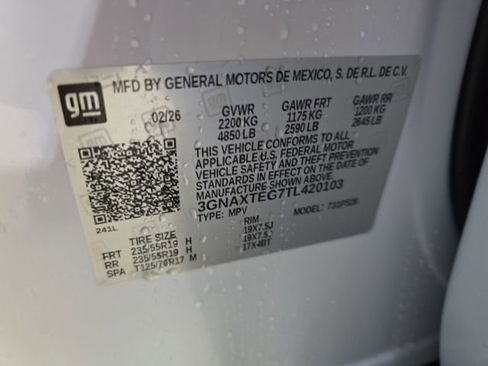 gm
MFD BY GENERAL MOTORS DE MEXICO, S. DE R.L. DE C.V.
02/26 GVWR GAWR FRT GAWR RR
2200 KG 1175 KG 1200 KG
4850 LB 2590 LB 2645 LB
THIS VEHICLE CONFORMS TO ALL
APPLICABLE U.S. FEDERAL MOTOR
VEHICLE SAFETY AND THEFT PREVENTION
STANDARDS IN EFFECT ON THE DATE OF
MANUFACTURE SHOWN ABOVE.
3GNAXTEG7TL420103
TYPE: MPV MODEL:
241L
TIRE SIZE RIM
FRT 235/55R19 H 19X7.5J
RR 235/55R19 H 19X7.5J
SPA T125/70R17 M 17X4BT